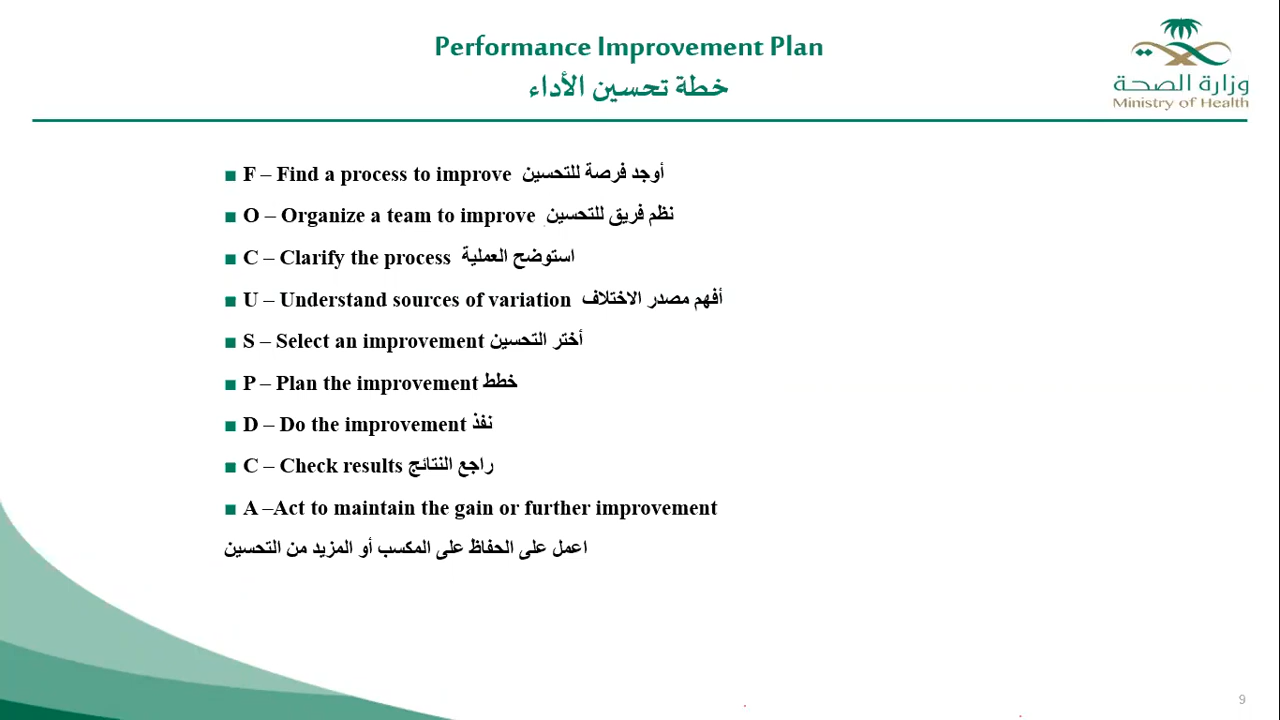 Performance Improvement Plan
خطة تحسين الأداء
وزارة الصحة
Ministry of Health
■ F – Find a process to improve أوجد فرصة للتحسين
■ O – Organize a team to improve نظم فريق للتحسين
■ C – Clarify the process استوضح العملية
■ U – Understand sources of variation أفهم مصدر الاختلاف
■ S – Select an improvement أختر التحسين
■ P – Plan the improvement خطط
■ D – Do the improvement نفذ
■ C – Check results راجع النتائج
■ A –Act to maintain the gain or further improvement
اعمل على الحفاظ على المكسب أو المزيد من التحسين
9